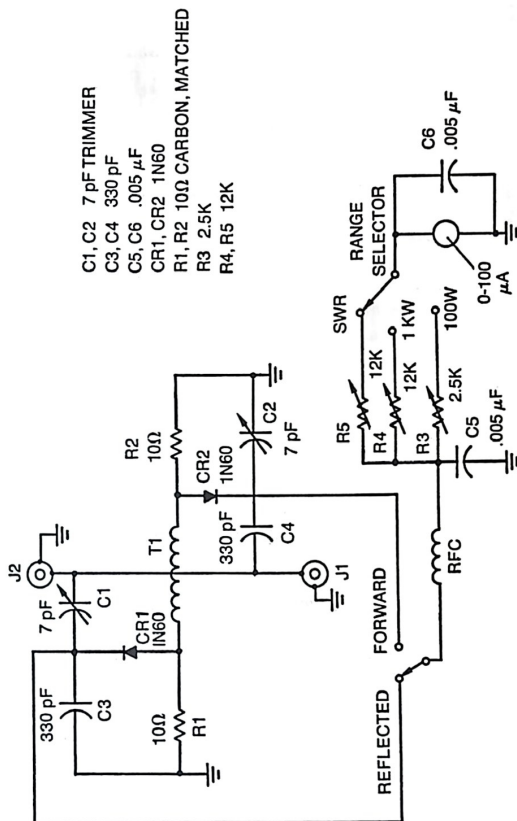 C1, C2 7 pF TRIMMER
C3, C4 330 pF
C5, C6 .005 µF
CR1, CR2 1N60
R1, R2 10Ω CARBON, MATCHED
R3 2.5K
R4, R5 12K
J2
7 pF
C1
330 pF
C3
CR1
IN60
10Ω
R1
T1
R2
10Ω
CR2
1N60
C2
7 pF
330 pF
C4
J1
REFLECTED
FORWARD
RFC
R5
12K
R4
12K
R3
2.5K
C5
.005 µF
SWR
1 KW
100W
RANGE
SELECTOR
0-100
µA
C6
.005 µF